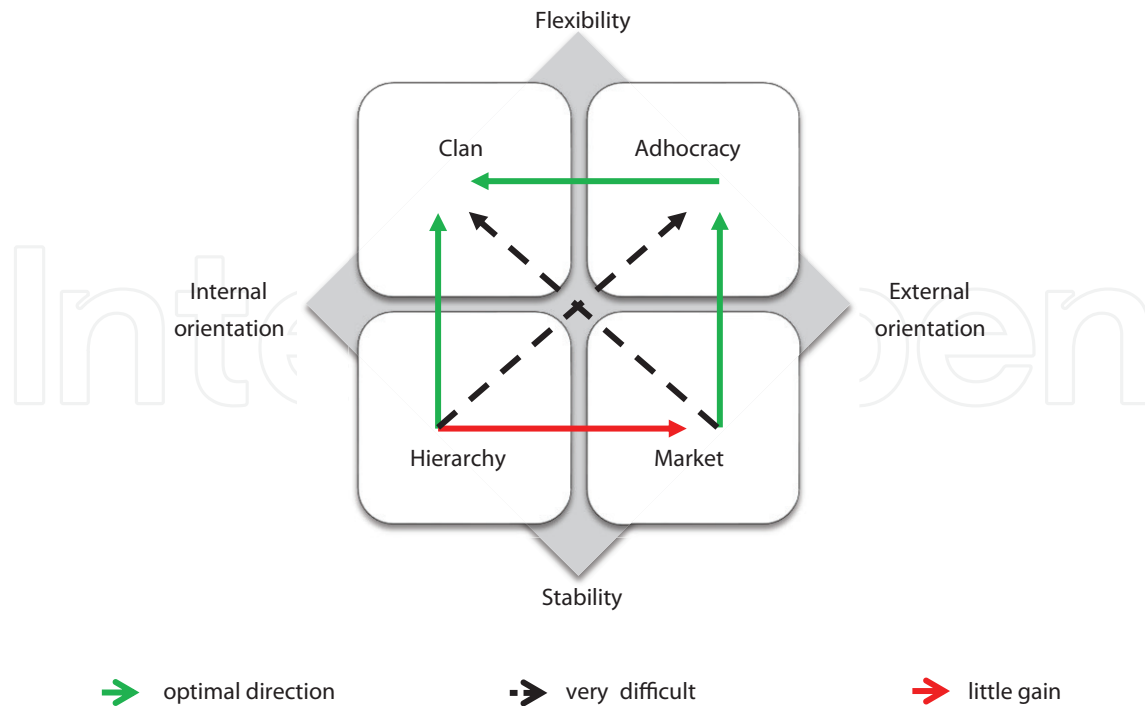 Flexibility
Clan
Adhocracy
Internal
orientation
External
orientation
Hierarchy
Market
Stability
optimal direction
very difficult
little gain